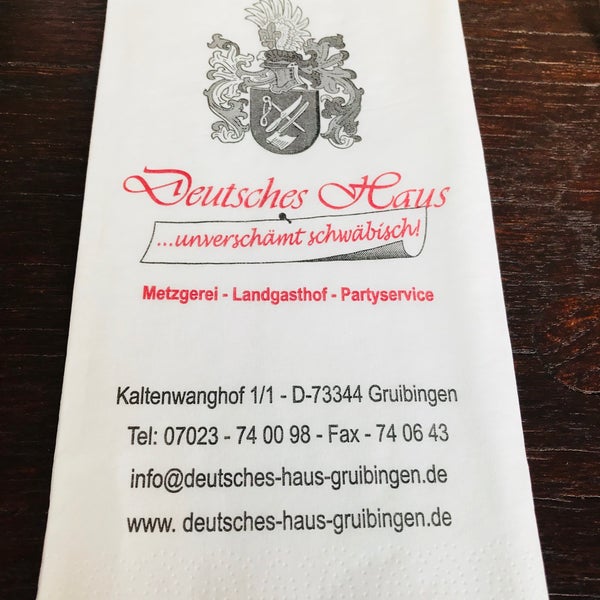 Deutsches Haus
...unverschämt schwäbisch!
Metzgerei - Landgasthof - Partyservice
Kaltenwanghof 1/1 - D-73344 Gruibingen
Tel: 07023 - 74 00 98 - Fax - 74 06 43
info@deutsches-haus-gruibingen.de
www. deutsches-haus-gruibingen.de